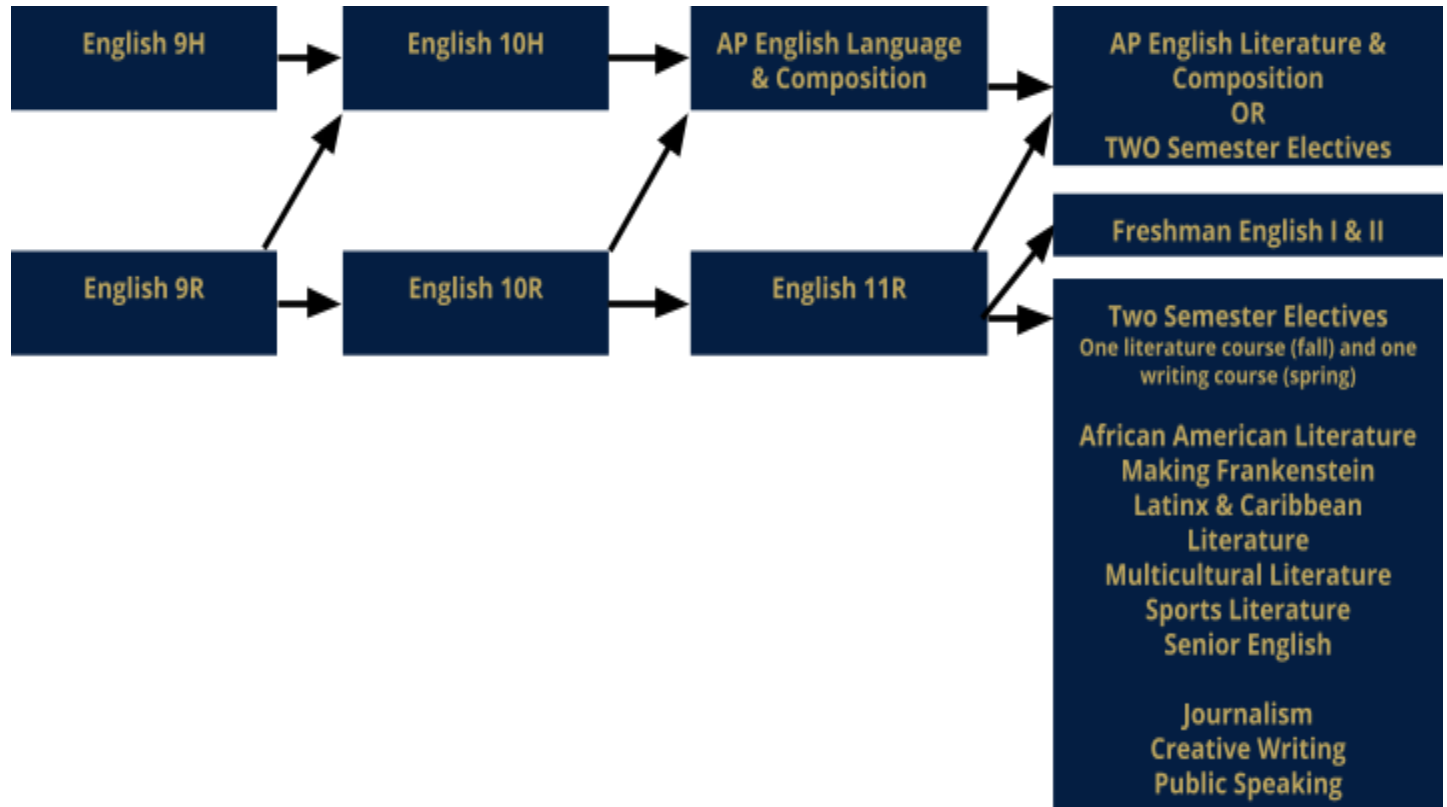 English 9H
English 10H
AP English Language
& Composition
AP English Literature &
Composition
OR
TWO Semester Electives
Freshman English I & II
English 9R
English 10R
English 11R
Two Semester Electives
One literature course (fall) and one
writing course (spring)
African American Literature
Making Frankenstein
Latinx & Caribbean
Literature
Multicultural Literature
Sports Literature
Senior English
Journalism
Creative Writing
Public Speaking